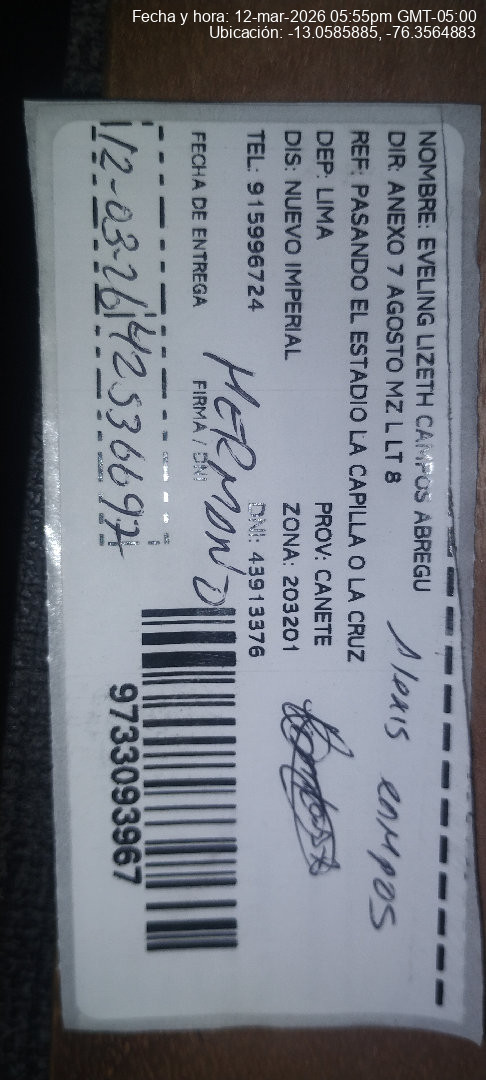 Fecha y hora: 12-mar-2026 05:55pm GMT-05:00
Ubicación: -13.0585885, -76.3564883
NOMBRE: EVELING LIZETH CAMPOS ABREGU
DIR: ANEXO 7 AGOSTO MZ L LT 8
Alexis campos
REF: PASANDO EL ESTADIO LA CAPILLA O LA CRUZ
DEP: LIMA PROV: CANETE
DIS: NUEVO IMPERIAL ZONA: 203201
TEL: 915996724 DNI: 43913376
HERMANO
FECHA DE ENTREGA FIRMA / DNI
12-03-26 42536697
9733093967